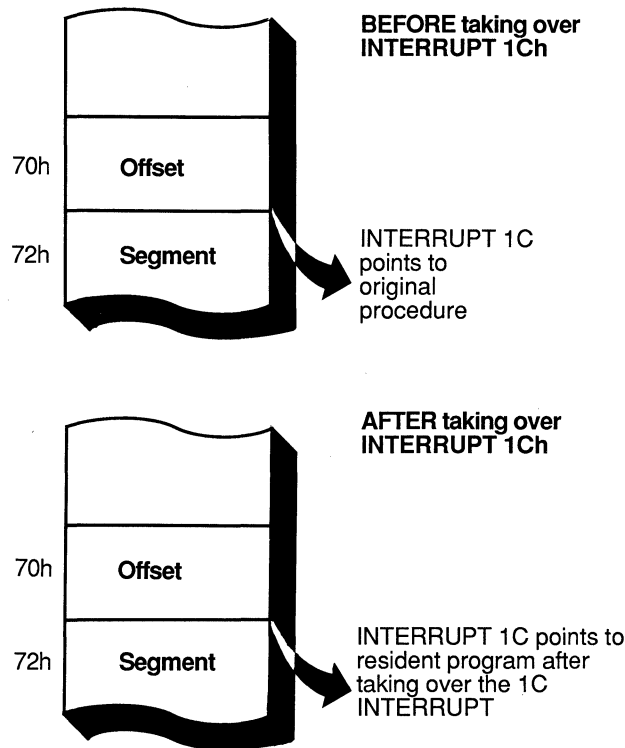 BEFORE taking over
INTERRUPT 1Ch
70h
Offset
72h
Segment
INTERRUPT 1C
points to
original
procedure
AFTER taking over
INTERRUPT 1Ch
70h
Offset
72h
Segment
INTERRUPT 1C points to
resident program after
taking over the 1C
INTERRUPT